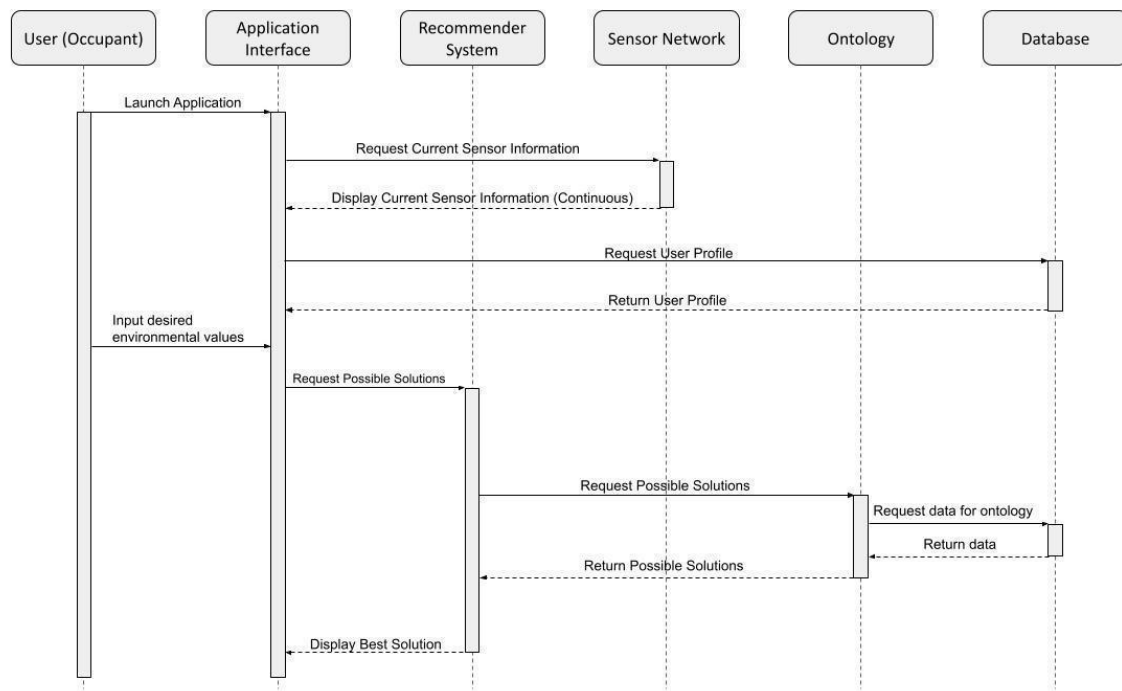 User (Occupant)
Application
Interface
Recommender
System
Sensor Network
Ontology
Database
Launch Application
Request Current Sensor Information
Display Current Sensor Information (Continuous)
Request User Profile
Return User Profile
Input desired
environmental values
Request Possible Solutions
Request Possible Solutions
Request data for ontology
Return data
Return Possible Solutions
Display Best Solution